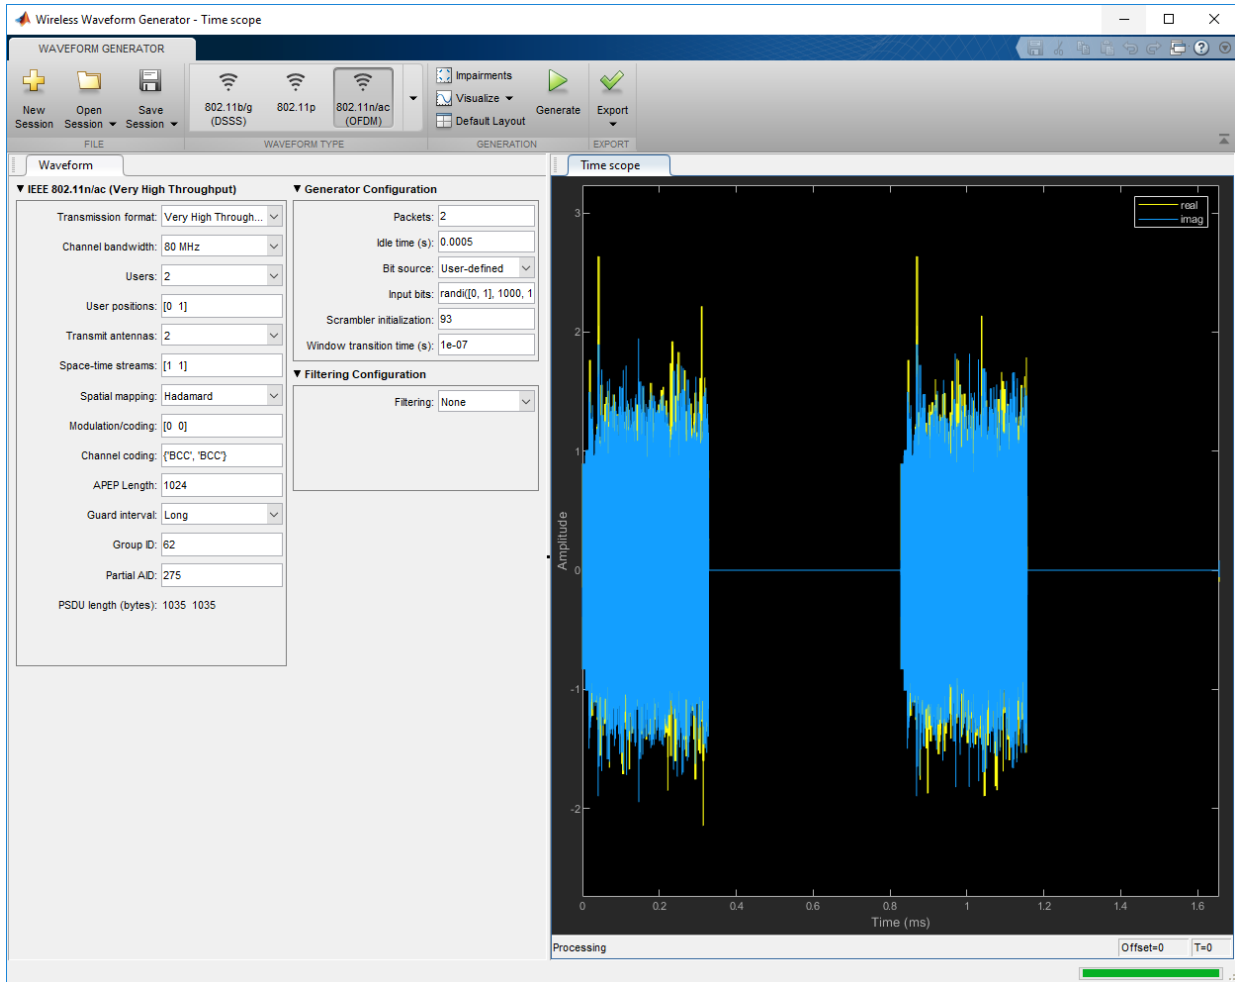 Wireless Waveform Generator - Time scope
WAVEFORM GENERATOR
New Session
Open Session
Save Session
802.11b/g (DSSS)
802.11p
802.11n/ac (OFDM)
Impairments
Visualize
Default Layout
Generate
Export
FILE
WAVEFORM TYPE
GENERATION
EXPORT
Waveform
IEEE 802.11n/ac (Very High Throughput)
Transmission format: Very High Through...
Channel bandwidth: 80 MHz
Users: 2
User positions: [0 1]
Transmit antennas: 2
Space-time streams: [1 1]
Spatial mapping: Hadamard
Modulation/coding: [0 0]
Channel coding: {'BCC', 'BCC'}
APEP Length: 1024
Guard interval: Long
Group ID: 62
Partial AID: 275
PSDU length (bytes): 1035 1035
Generator Configuration
Packets: 2
Idle time (s): 0.0005
Bit source: User-defined
Input bits: randi([0, 1], 1000, 1
Scrambler initialization: 93
Window transition time (s): 1e-07
Filtering Configuration
Filtering: None
Time scope
real
imag
3
2
1
0
-1
-2
Amplitude
0 0.2 0.4 0.6 0.8 1 1.2 1.4 1.6
Time (ms)
Processing
Offset=0
T=0